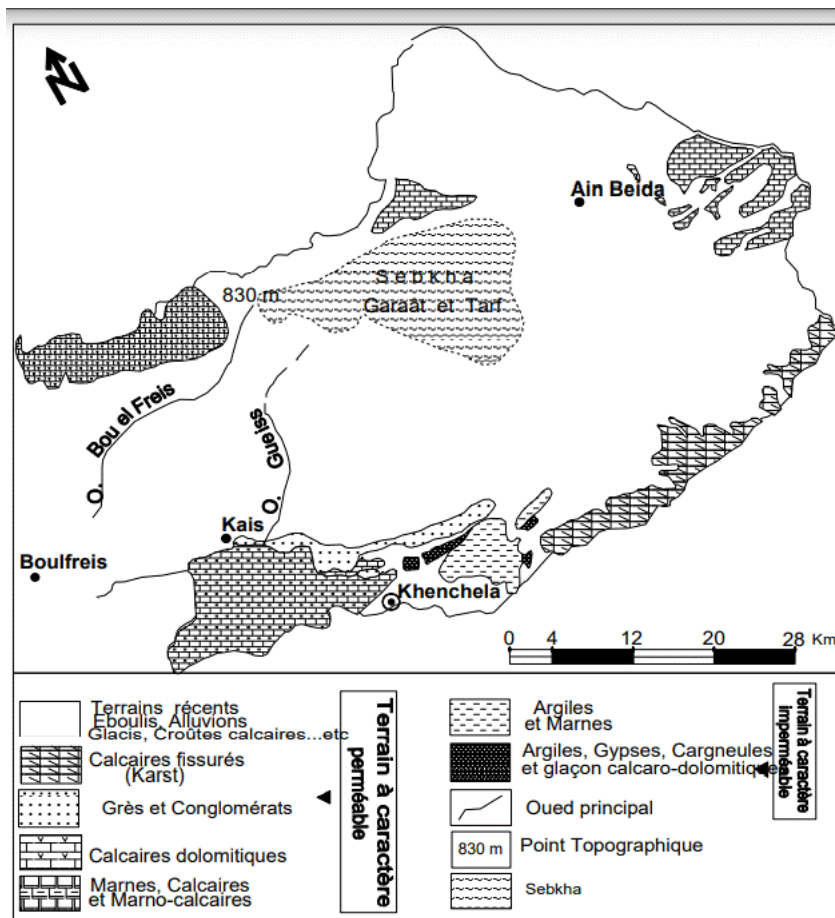 N
Ain Beida
Sebkha
Garaât et Tarf
830 m
Bou el Freis
O.
Gueiss
O.
Kais
Boulfreis
Khenchela
0 4 12 20 28 Km
Terrains récents
Eboulis, Alluvions
Glacis, Croûtes calcaires...etc
Calcaires fissurés
(Karst)
Grès et Conglomérats
Calcaires dolomitiques
Marnes, Calcaires
et Marno-calcaires
Terrain à caractère
perméable
Argiles
et Marnes
Argiles, Gypses, Cargneules
et glaçon calcaro-dolomitique
Oued principal
830 m
Point Topographique
Sebkha
Terrain à caractère
imperméable